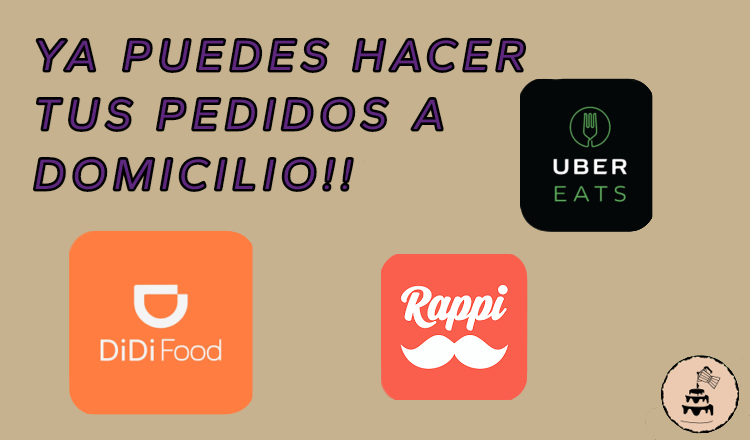 YA PUEDES HACER
TUS PEDIDOS A
DOMICILIO!!
UBER
EATS
DiDi Food
Rappi